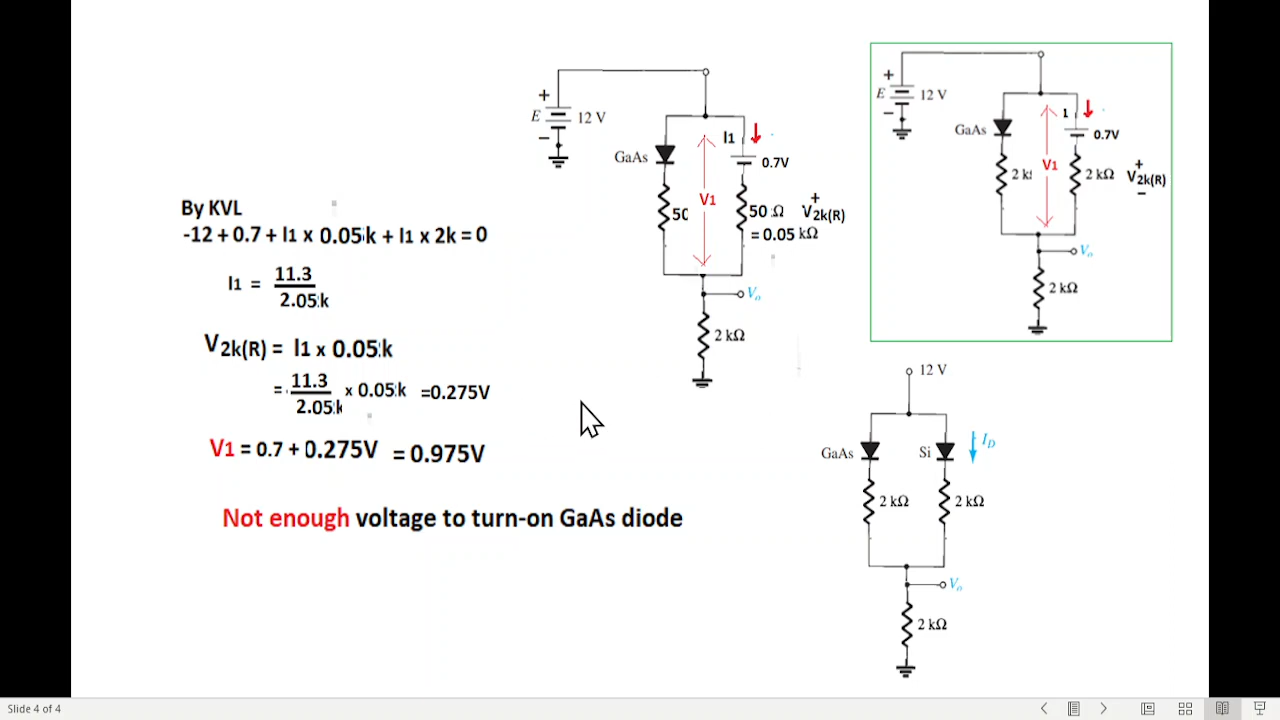 By KVL
-12 + 0.7 + I1 x 0.05k + I1 x 2k = 0
I1 = 11.3
2.05k
V2k(R) = I1 x 0.05k
= 11.3 x 0.05k =0.275V
2.05k
V1 = 0.7 + 0.275V = 0.975V
Not enough voltage to turn-on GaAs diode
+
E 12 V
−
I1
GaAs
0.7V
V1
50
50 Ω
= 0.05 kΩ
+
V2k(R)
Vo
2 kΩ
+
E 12 V
−
I
GaAs
0.7V
V1
2 k
2 kΩ
+
V2k(R)
−
Vo
2 kΩ
12 V
GaAs
Si
ID
2 kΩ
2 kΩ
Vo
2 kΩ
Slide 4 of 4